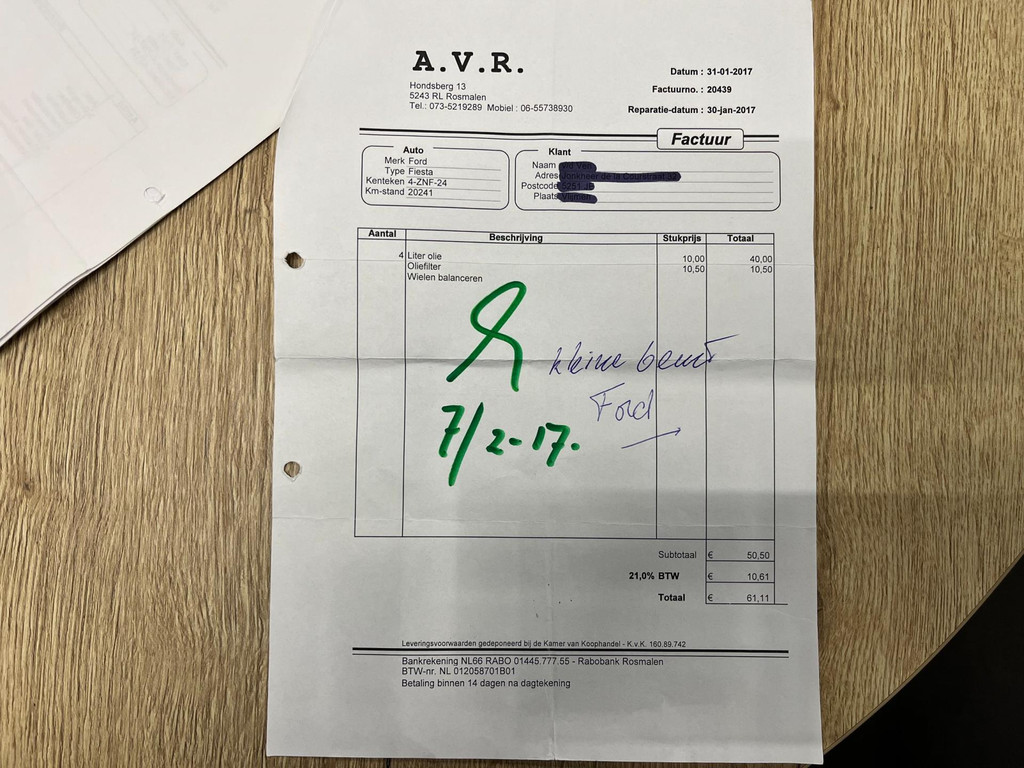 A.V.R.
Hondsberg 13
5243 RL Rosmalen
Tel.: 073-5219289 Mobiel : 06-55738930
Datum : 31-01-2017
Factuurno. : 20439
Reparatie-datum : 30-jan-2017
Factuur
Auto
Merk Ford
Type Fiesta
Kenteken 4-ZNF-24
Km-stand 20241
Klant
Naam
Adres
Postcode
Plaats
Aantal Beschrijving Stukprijs Totaal
4 Liter olie 10,00 40,00
Oliefilter 10,50 10,50
Wielen balanceren
kleine beurt
Ford
7/2-17.
Subtotaal € 50,50
21,0% BTW € 10,61
Totaal € 61,11
Leveringsvoorwaarden gedeponeerd bij de Kamer van Koophandel - K.v.K. 160.89.742
Bankrekening NL66 RABO 01445.777.55 - Rabobank Rosmalen
BTW-nr. NL 012058701B01
Betaling binnen 14 dagen na dagtekening